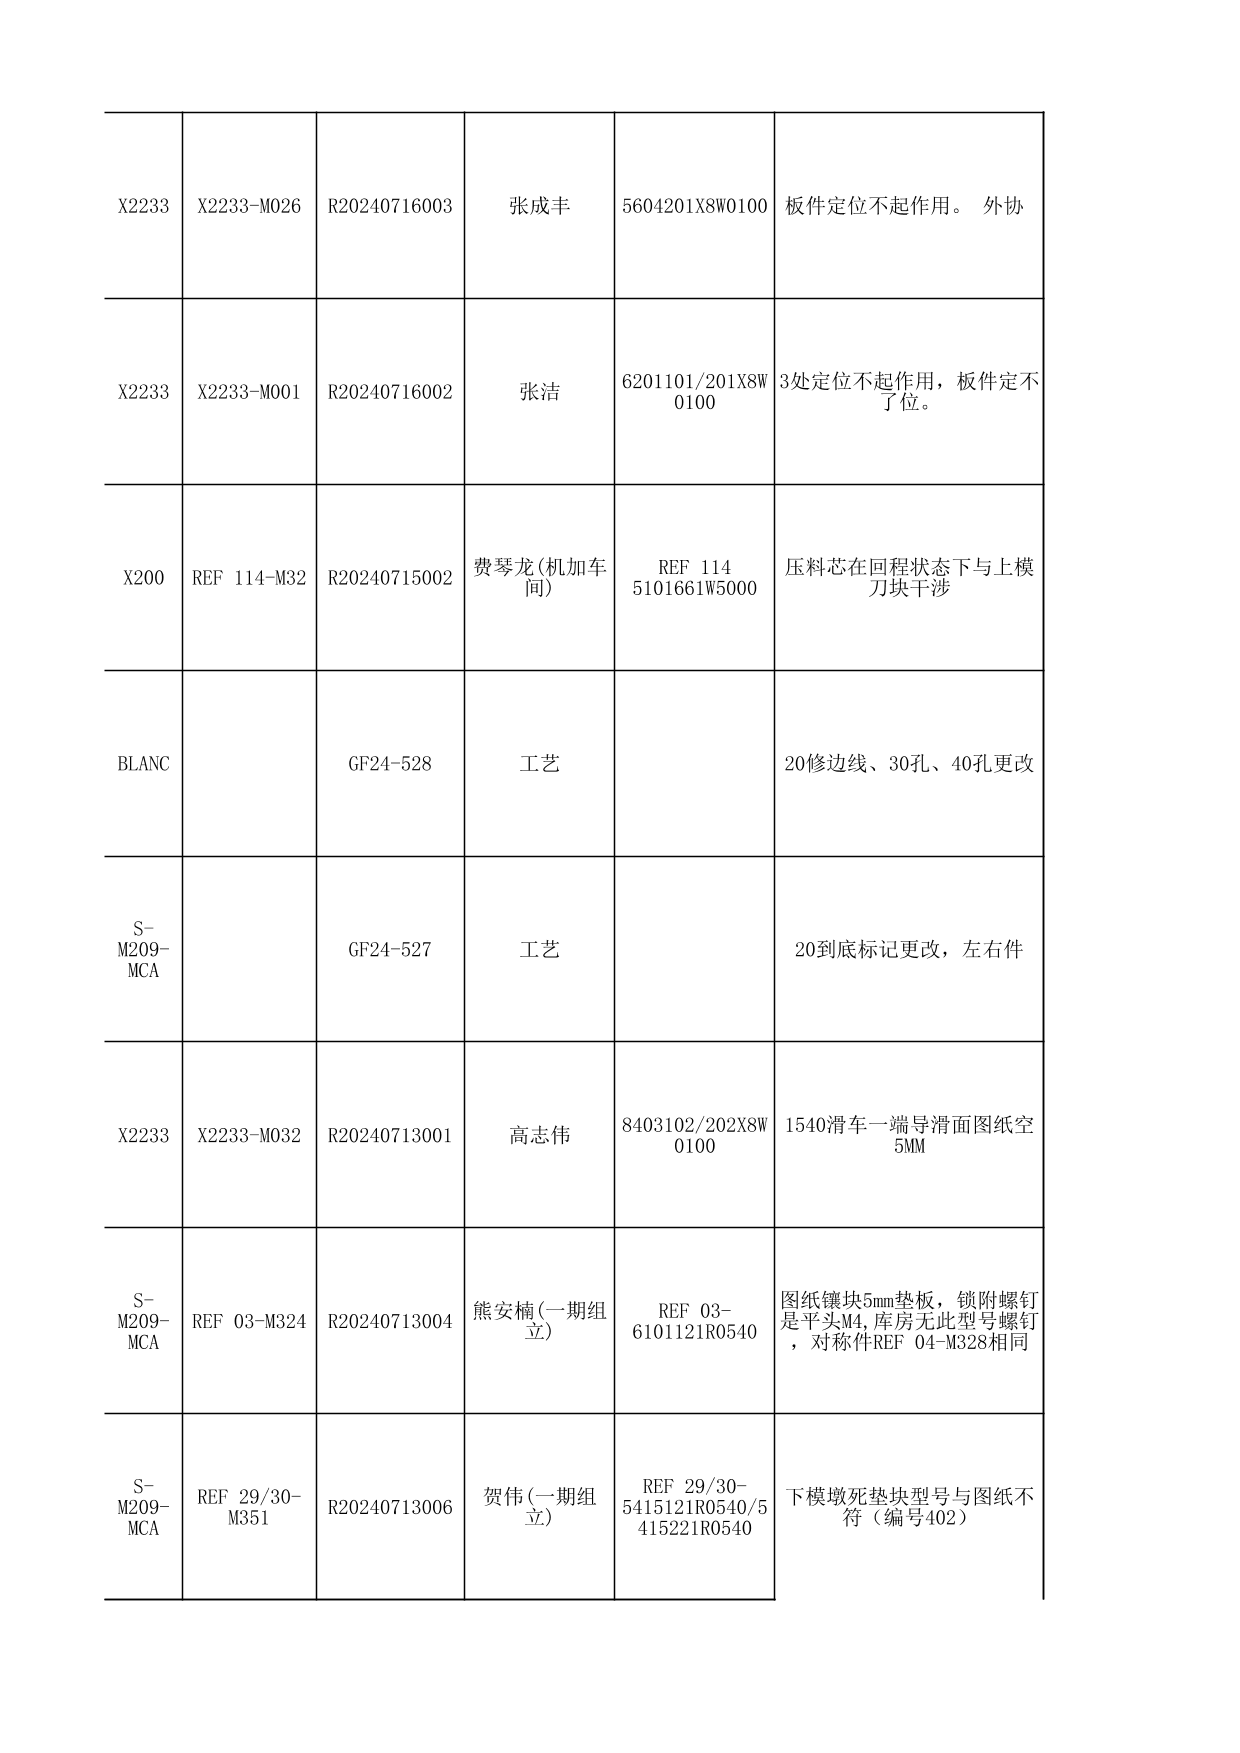 X2233
X2233-M026
R20240716003
张成丰
5604201X8W0100
板件定位不起作用。 外协
X2233
X2233-M001
R20240716002
张洁
6201101/201X8W
0100
3处定位不起作用，板件定不
了位。
X200
REF 114-M32
R20240715002
费琴龙(机加车
间)
REF 114
5101661W5000
压料芯在回程状态下与上模
刀块干涉
BLANC
GF24-528
工艺
20修边线、30孔、40孔更改
S-
M209-
MCA
GF24-527
工艺
20到底标记更改，左右件
X2233
X2233-M032
R20240713001
高志伟
8403102/202X8W
0100
1540滑车一端导滑面图纸空
5MM
S-
M209-
MCA
REF 03-M324
R20240713004
熊安楠(一期组
立)
REF 03-
6101121R0540
图纸镶块5mm垫板，锁附螺钉
是平头M4,库房无此型号螺钉
，对称件REF 04-M328相同
S-
M209-
MCA
REF 29/30-
M351
R20240713006
贺伟(一期组
立)
REF 29/30-
5415121R0540/5
415221R0540
下模墩死垫块型号与图纸不
符（编号402）